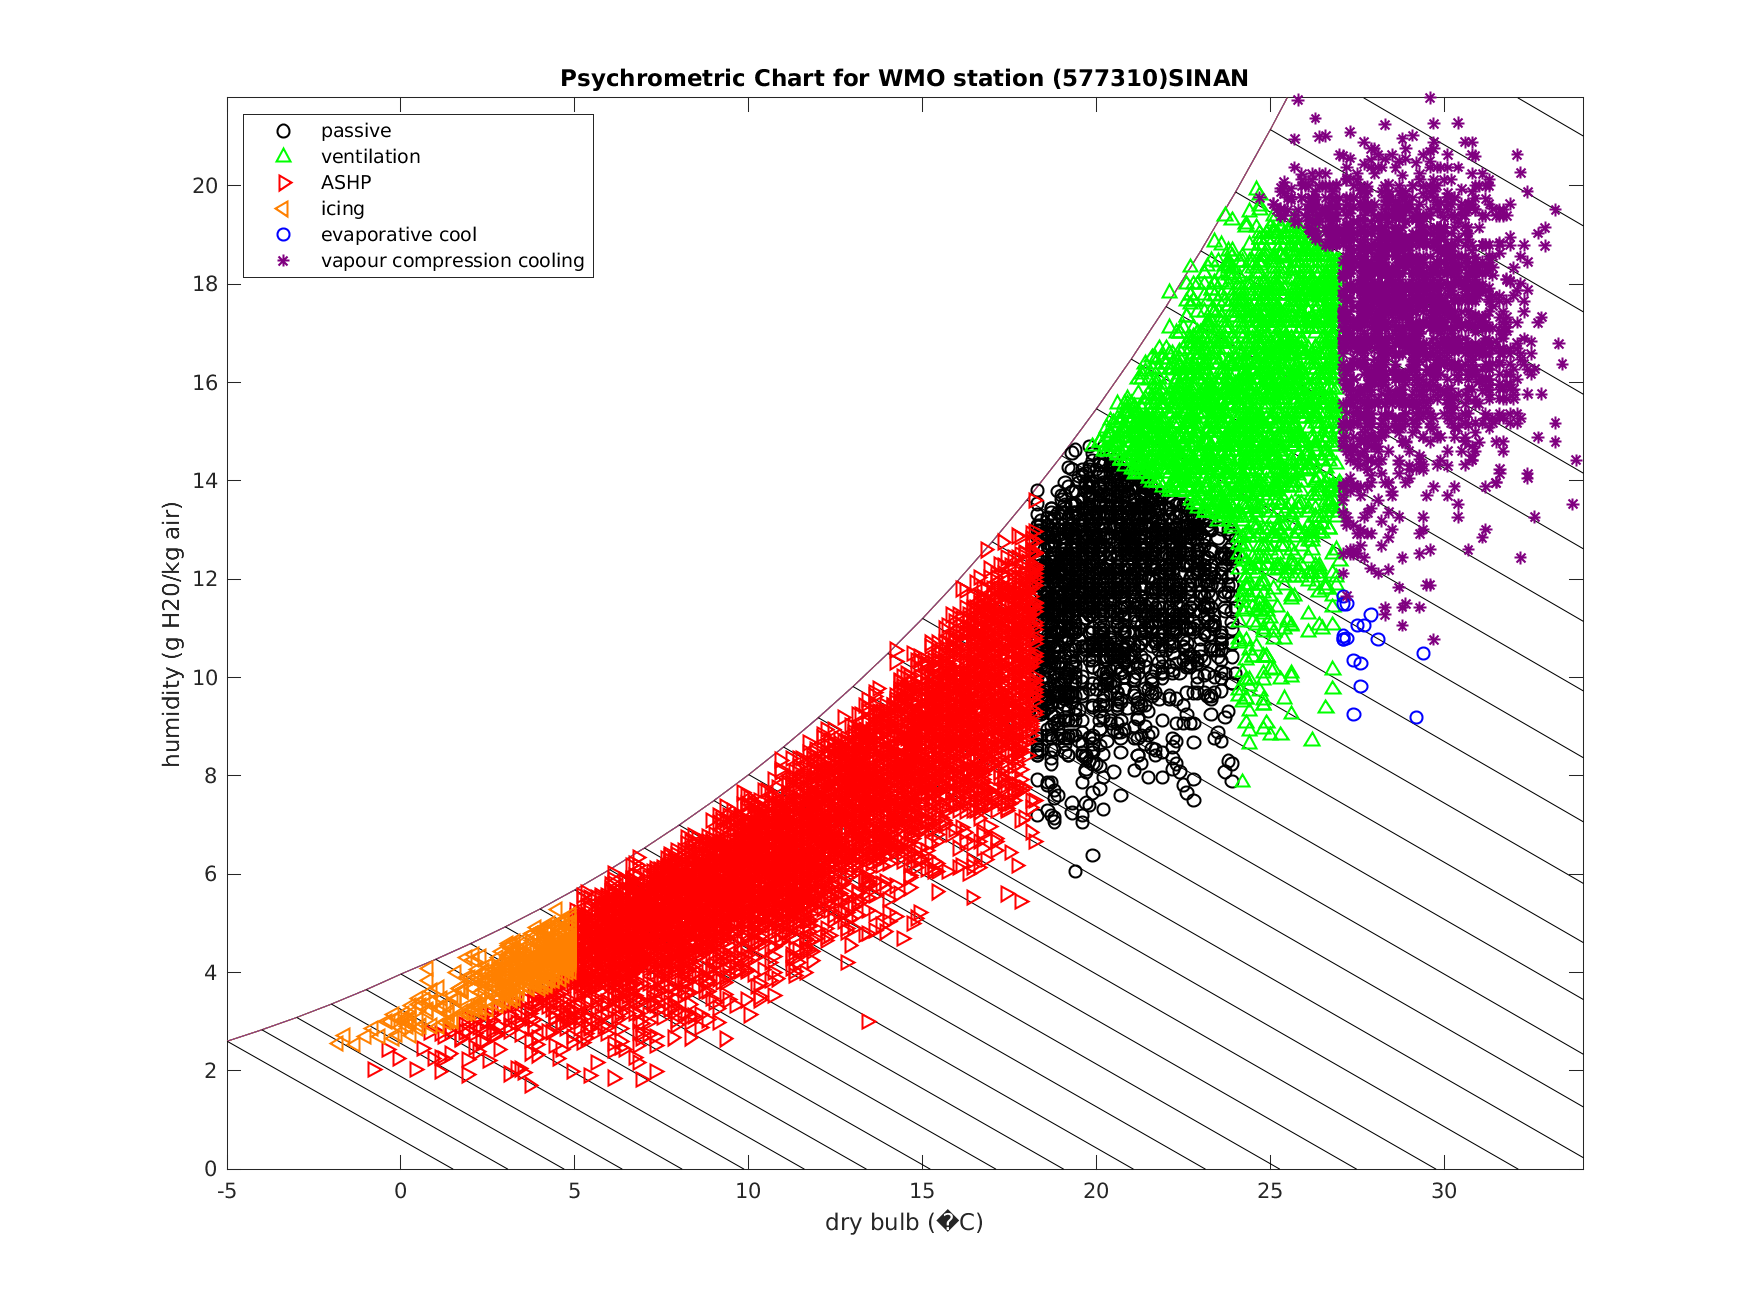 Psychrometric Chart for WMO station (577310)SINAN
passive
ventilation
ASHP
icing
evaporative cool
vapour compression cooling
humidity (g H20/kg air)
20
18
16
14
12
10
8
6
4
2
0
-5 0 5 10 15 20 25 30
dry bulb (�C)